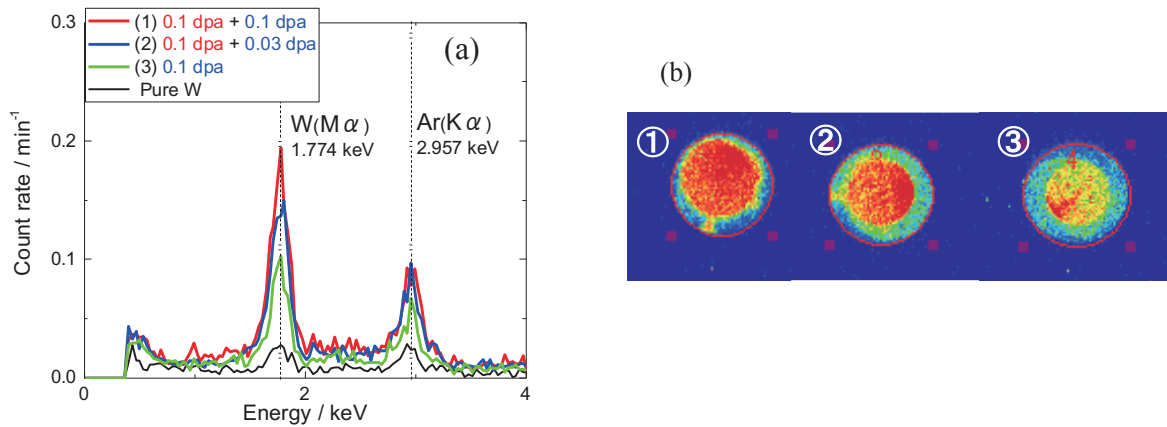 0.3
(1) 0.1 dpa + 0.1 dpa
(2) 0.1 dpa + 0.03 dpa
(3) 0.1 dpa
Pure W
(a)
W(Mα)
1.774 keV
Ar(Kα)
2.957 keV
0.2
0.1
0.0
Count rate / min⁻¹
0
2
4
Energy / keV
(b)
①
②
③
4